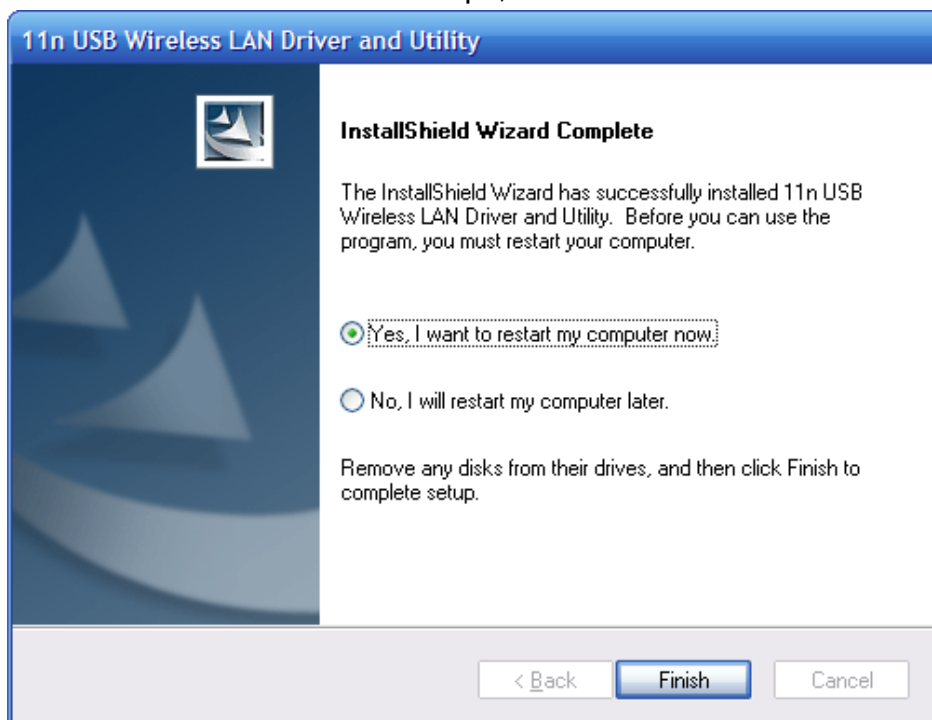 11n USB Wireless LAN Driver and Utility
InstallShield Wizard Complete
The InstallShield Wizard has successfully installed 11n USB
Wireless LAN Driver and Utility.  Before you can use the
program, you must restart your computer.
Yes, I want to restart my computer now.
No, I will restart my computer later.
Remove any disks from their drives, and then click Finish to
complete setup.
< Back
Finish
Cancel